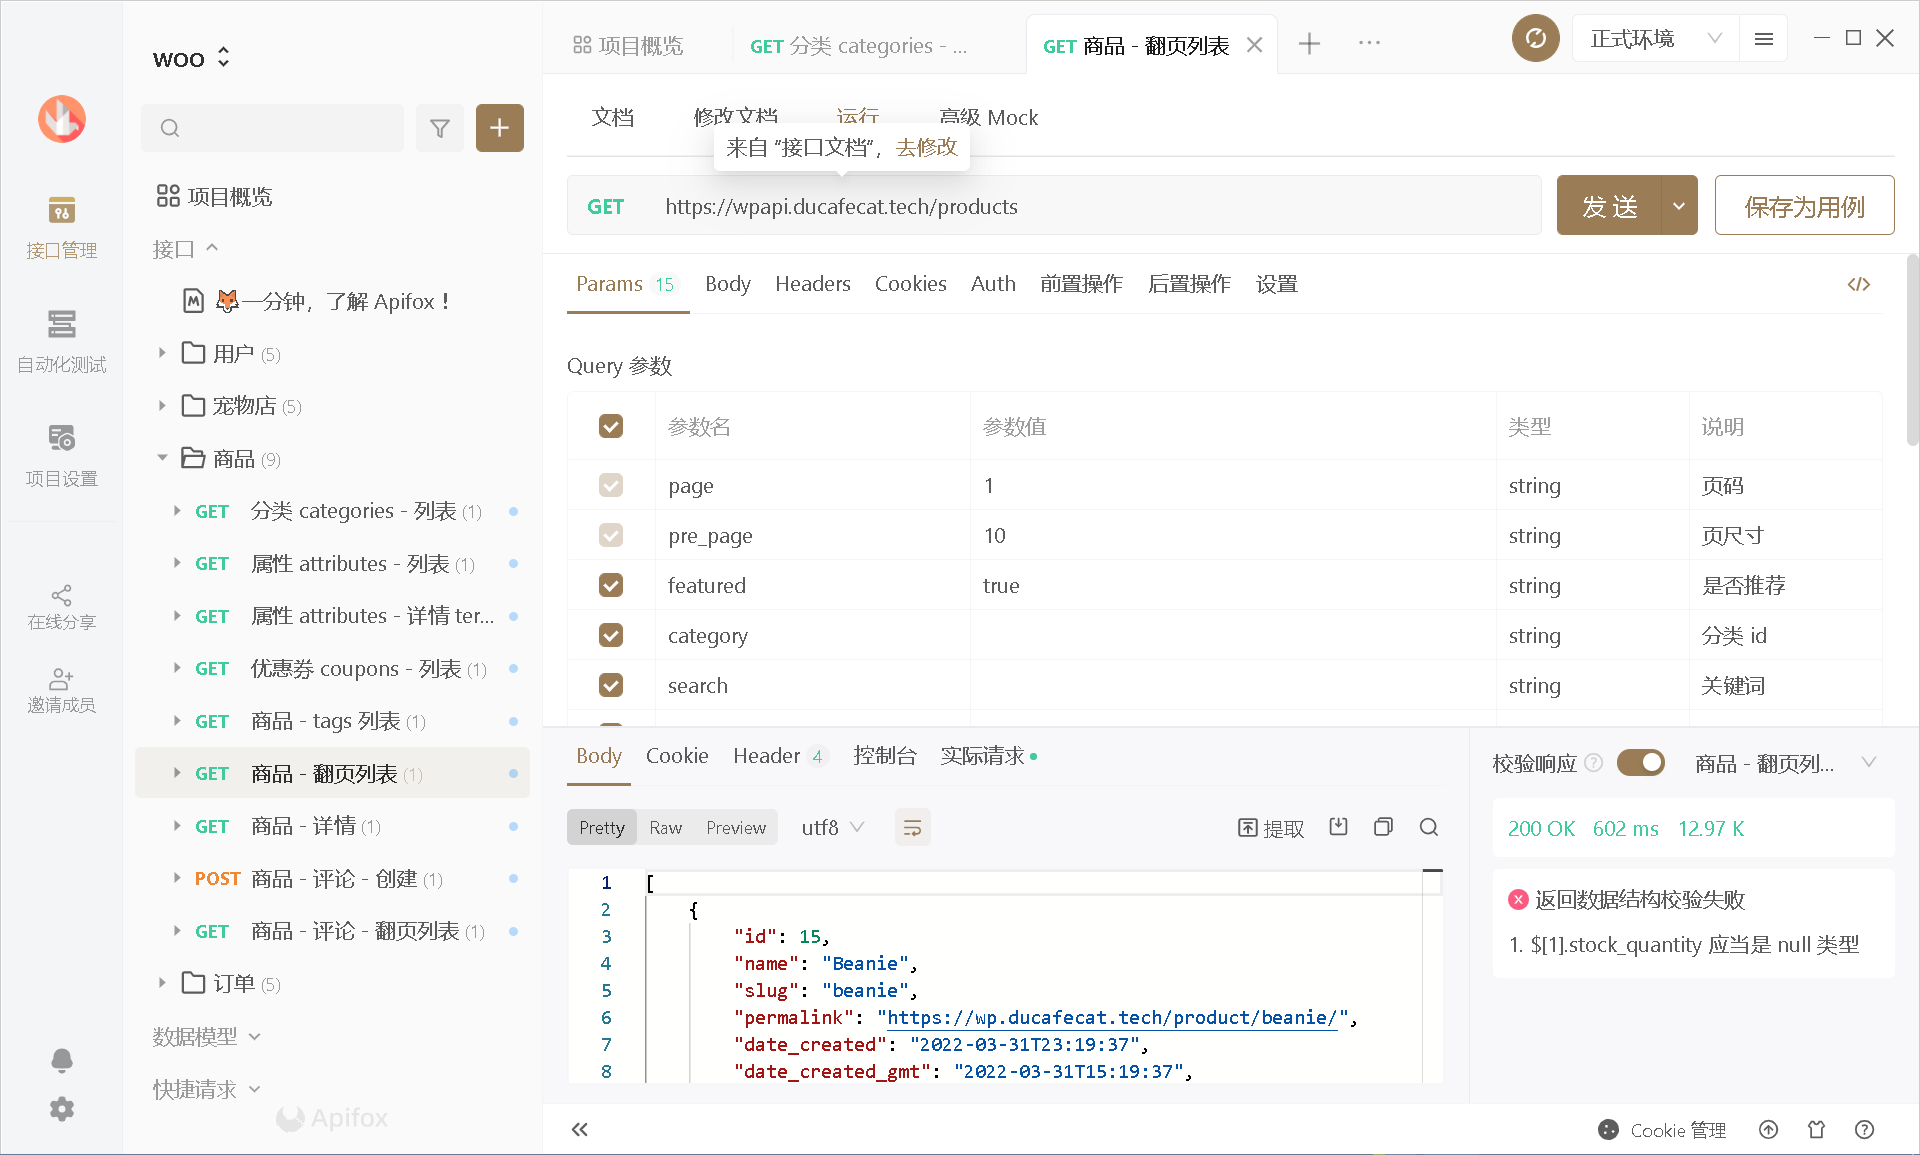 WOO
项目概览
GET 分类 categories - ...
GET 商品 - 翻页列表
正式环境
文档
修改文档
运行
高级 Mock
来自 “接口文档”， 去修改
GET
https://wpapi.ducafecat.tech/products
发 送
保存为用例
接口管理
自动化测试
项目设置
在线分享
邀请成员
项目概览
接口
一分钟，了解 Apifox！
用户 (5)
宠物店 (5)
商品 (9)
GET 分类 categories - 列表 (1)
GET 属性 attributes - 列表 (1)
GET 属性 attributes - 详情 ter...
GET 优惠券 coupons - 列表 (1)
GET 商品 - tags 列表 (1)
GET 商品 - 翻页列表 (1)
GET 商品 - 详情 (1)
POST 商品 - 评论 - 创建 (1)
GET 商品 - 评论 - 翻页列表 (1)
订单 (5)
数据模型
快捷请求
Apifox
Params 15 Body Headers Cookies Auth 前置操作 后置操作 设置
</>
Query 参数
参数名 参数值 类型 说明
page 1 string 页码
pre_page 10 string 页尺寸
featured true string 是否推荐
category string 分类 id
search string 关键词
Body Cookie Header 4 控制台 实际请求
Pretty Raw Preview utf8
提取
1 [
2 {
3 "id": 15,
4 "name": "Beanie",
5 "slug": "beanie",
6 "permalink": "https://wp.ducafecat.tech/product/beanie/",
7 "date_created": "2022-03-31T23:19:37",
8 "date_created_gmt": "2022-03-31T15:19:37",
校验响应 商品 - 翻页列...
200 OK 602 ms 12.97 K
返回数据结构校验失败
1. $[1].stock_quantity 应当是 null 类型
Cookie 管理